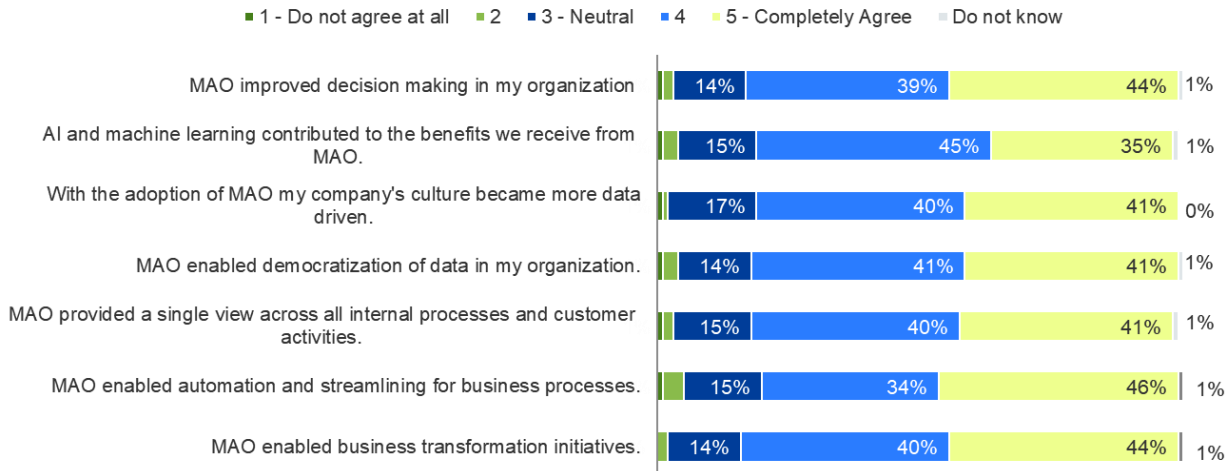 1 - Do not agree at all 2 3 - Neutral 4 5 - Completely Agree Do not know
MAO improved decision making in my organization 14% 39% 44% 1%
AI and machine learning contributed to the benefits we receive from
MAO. 15% 45% 35% 1%
With the adoption of MAO my company's culture became more data
driven. 17% 40% 41% 0%
MAO enabled democratization of data in my organization. 14% 41% 41% 1%
MAO provided a single view across all internal processes and customer
activities. 15% 40% 41% 1%
MAO enabled automation and streamlining for business processes. 15% 34% 46% 1%
MAO enabled business transformation initiatives. 14% 40% 44% 1%